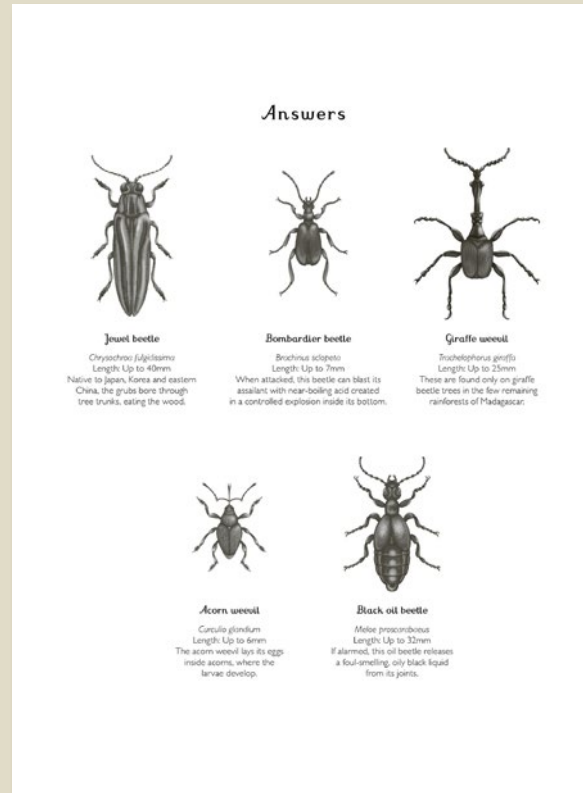 Answers
Jewel beetle
Chrysochroa fulgidissima
Length: Up to 40mm
Native to Japan, Korea and eastern
China, the grubs bore through
tree trunks, eating the wood.
Bombardier beetle
Brachinus sclopeta
Length: Up to 7mm
When attacked, this beetle can blast its
assailant with near-boiling acid created
in a controlled explosion inside its bottom.
Giraffe weevil
Trachelophorus giraffa
Length: Up to 25mm
These are found only on giraffe
beetle trees in the few remaining
rainforests of Madagascar.
Acorn weevil
Curculio glandium
Length: Up to 6mm
The acorn weevil lays its eggs
inside acorns, where the
larvae develop.
Black oil beetle
Meloe proscarabaeus
Length: Up to 32mm
If alarmed, this oil beetle releases
a foul-smelling, oily black liquid
from its joints.